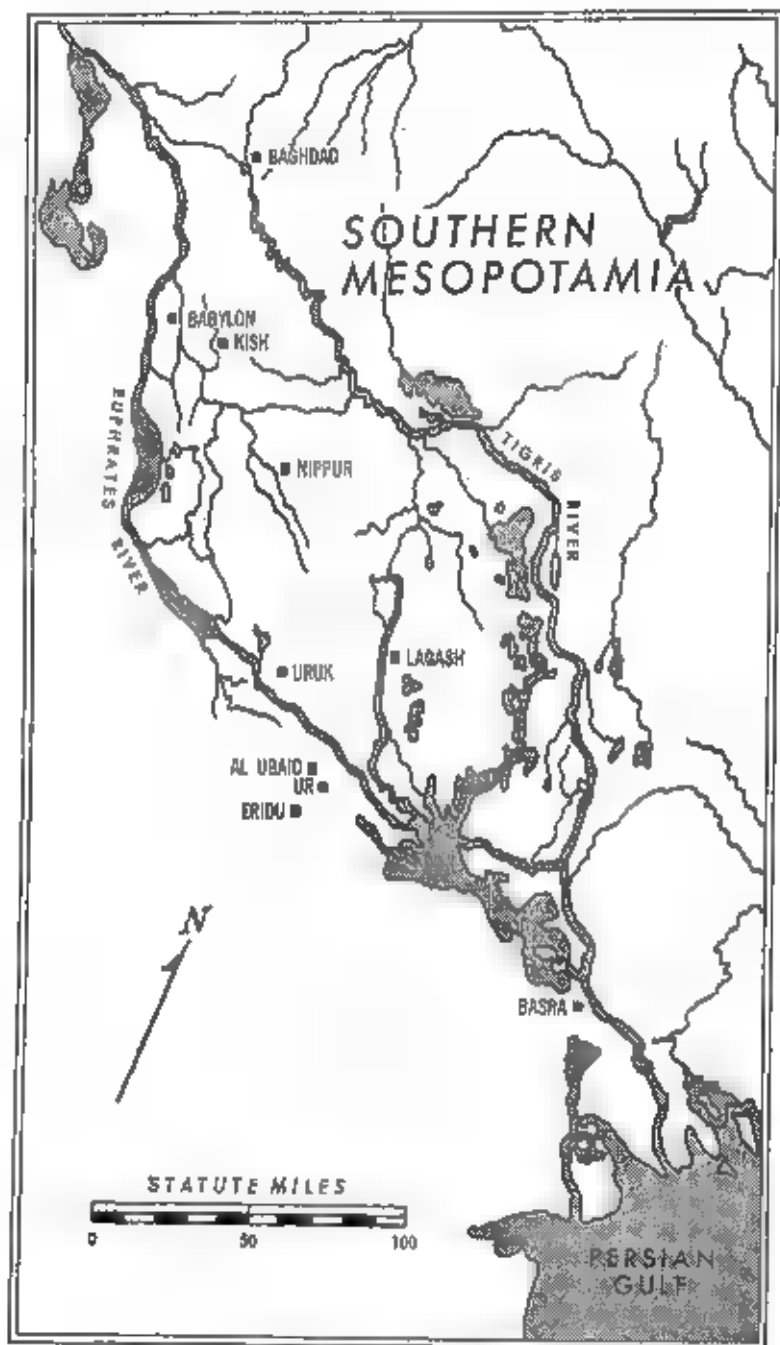 BAGHDAD
SOUTHERN
MESOPOTAMIA
BABYLON
KISH
EUPHRATES
RIVER
TIGRIS
RIVER
NIPPUR
URUK
LAGASH
AL UBAID
UR
ERIDU
N
BASRA
STATUTE MILES
0 50 100
PERSIAN
GULF